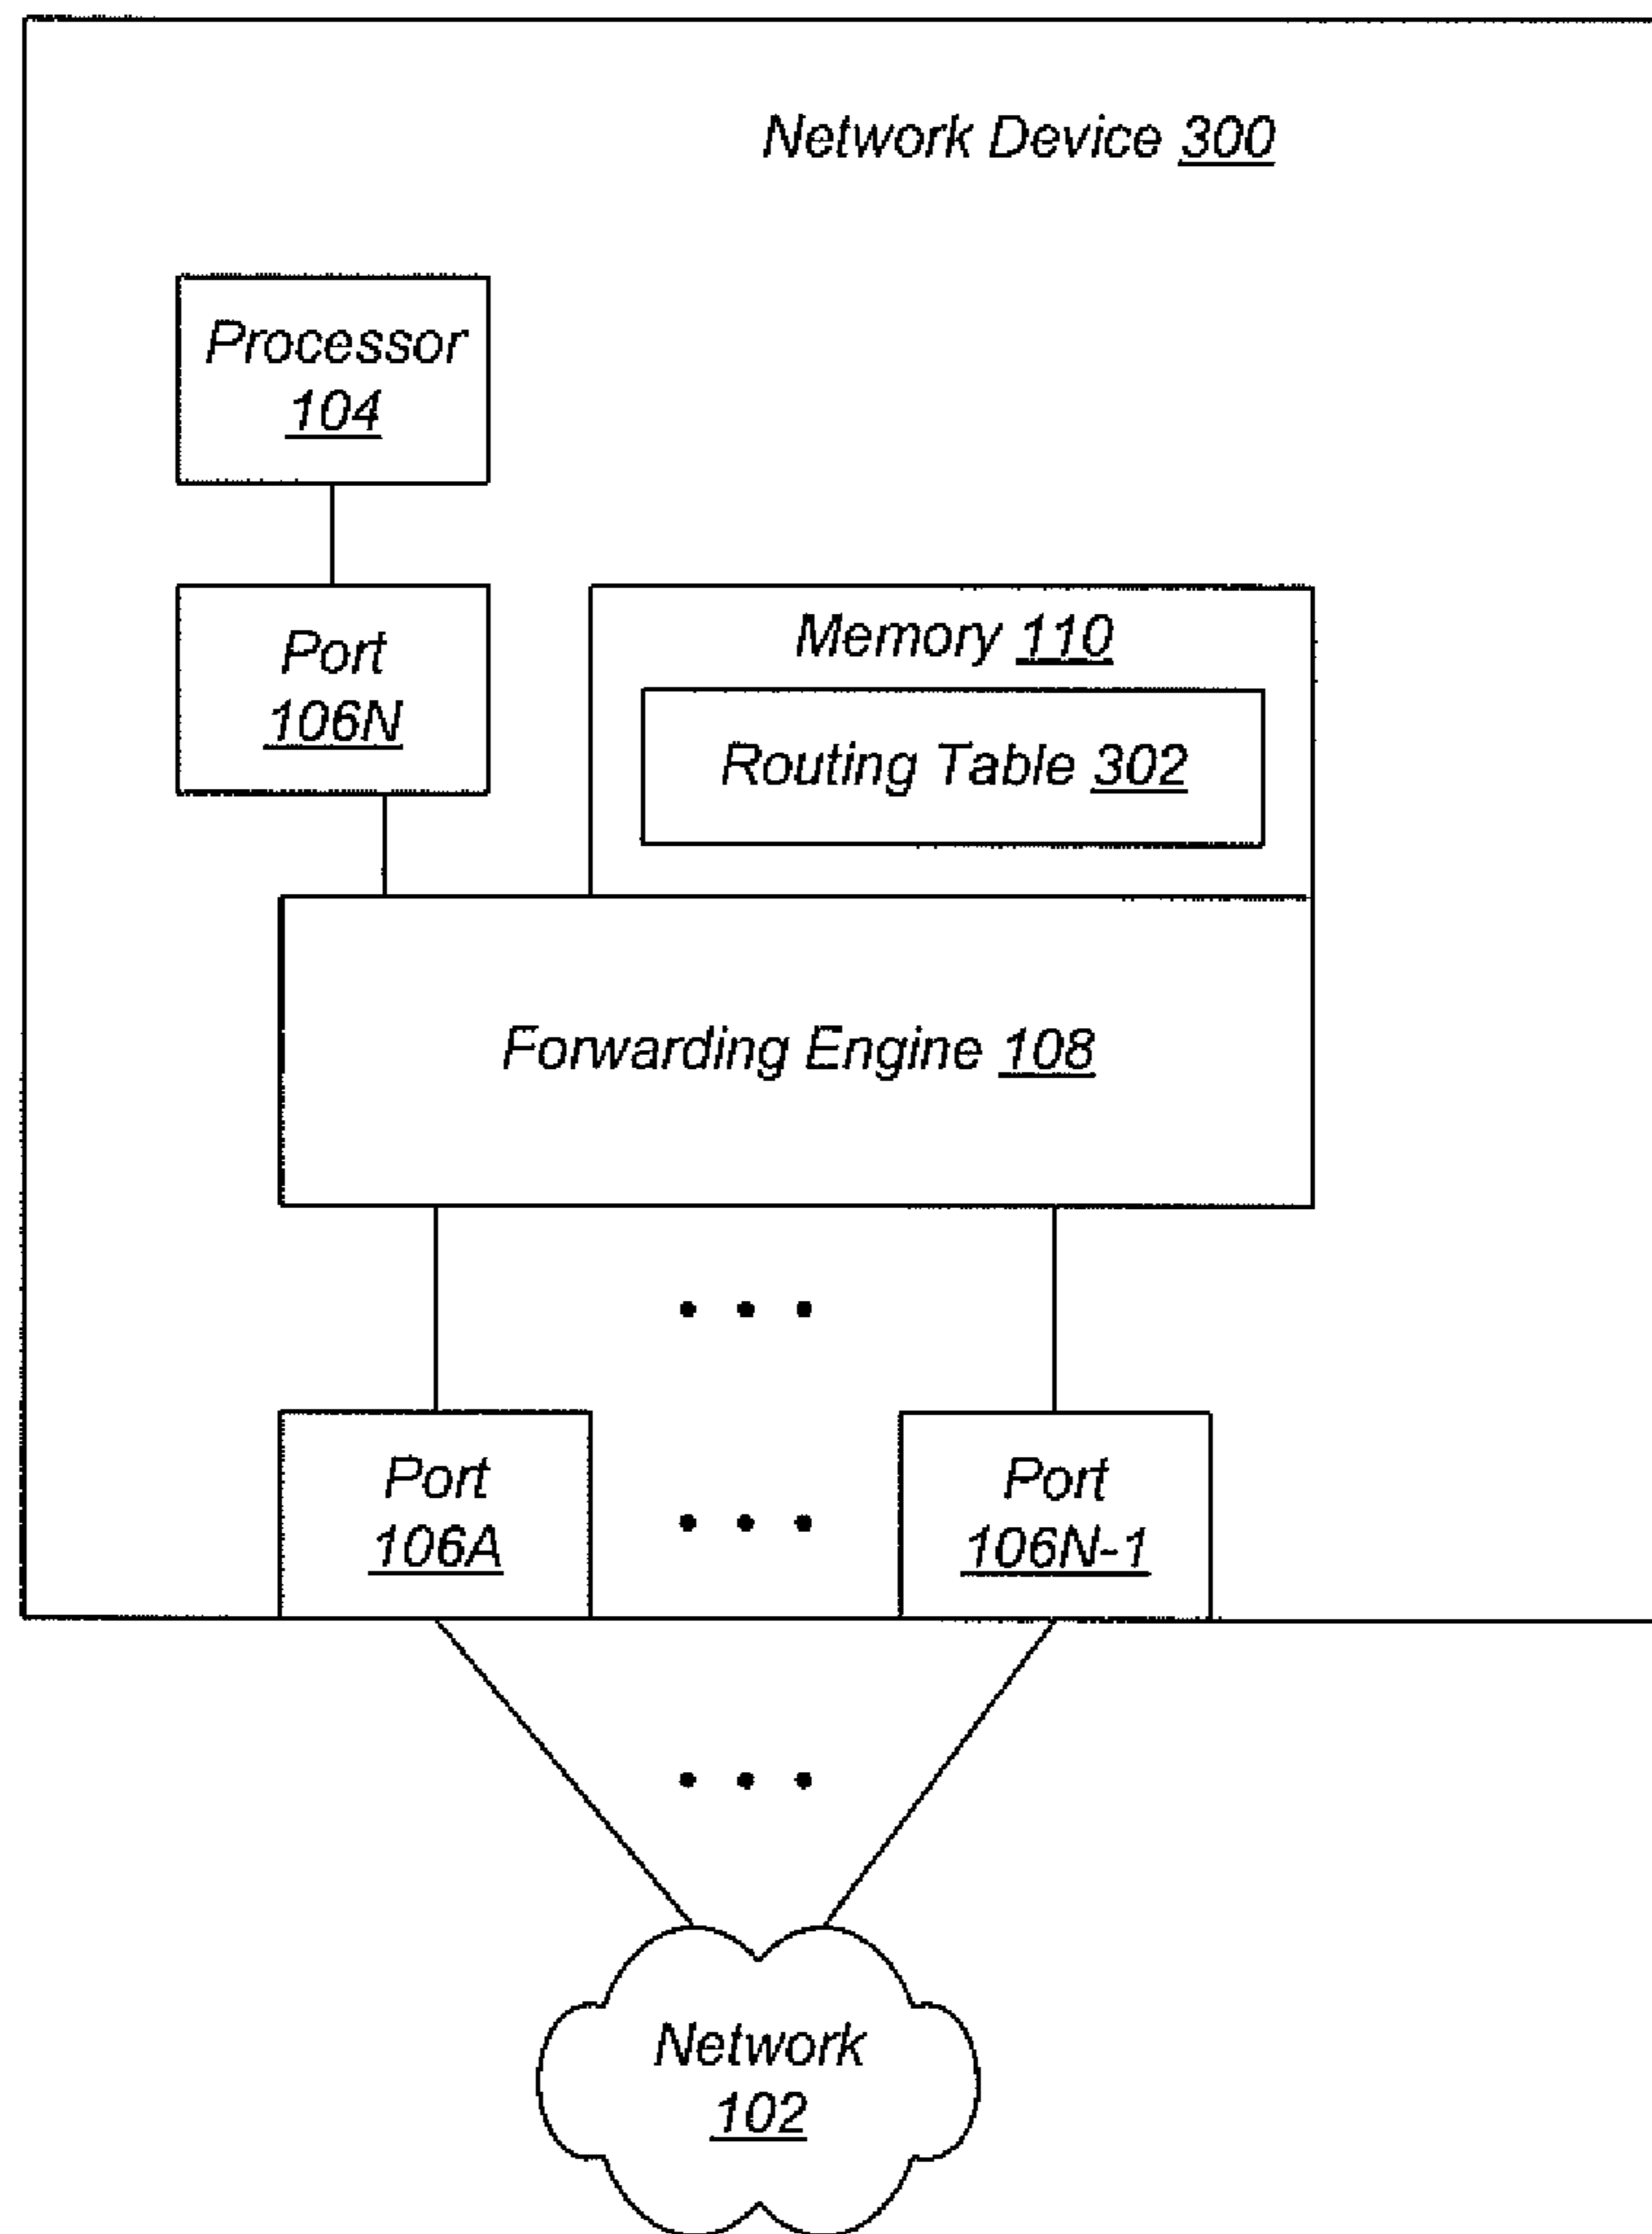 Network Device 300
Processor
104
Port
106N
Memory 110
Routing Table 302
Forwarding Engine 108
Port
106A
Port
106N-1
Network
102